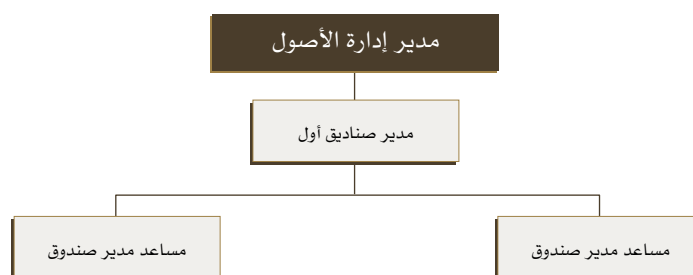 مدير إدارة الأصول
مدير صناديق أول
مساعد مدير صندوق
مساعد مدير صندوق